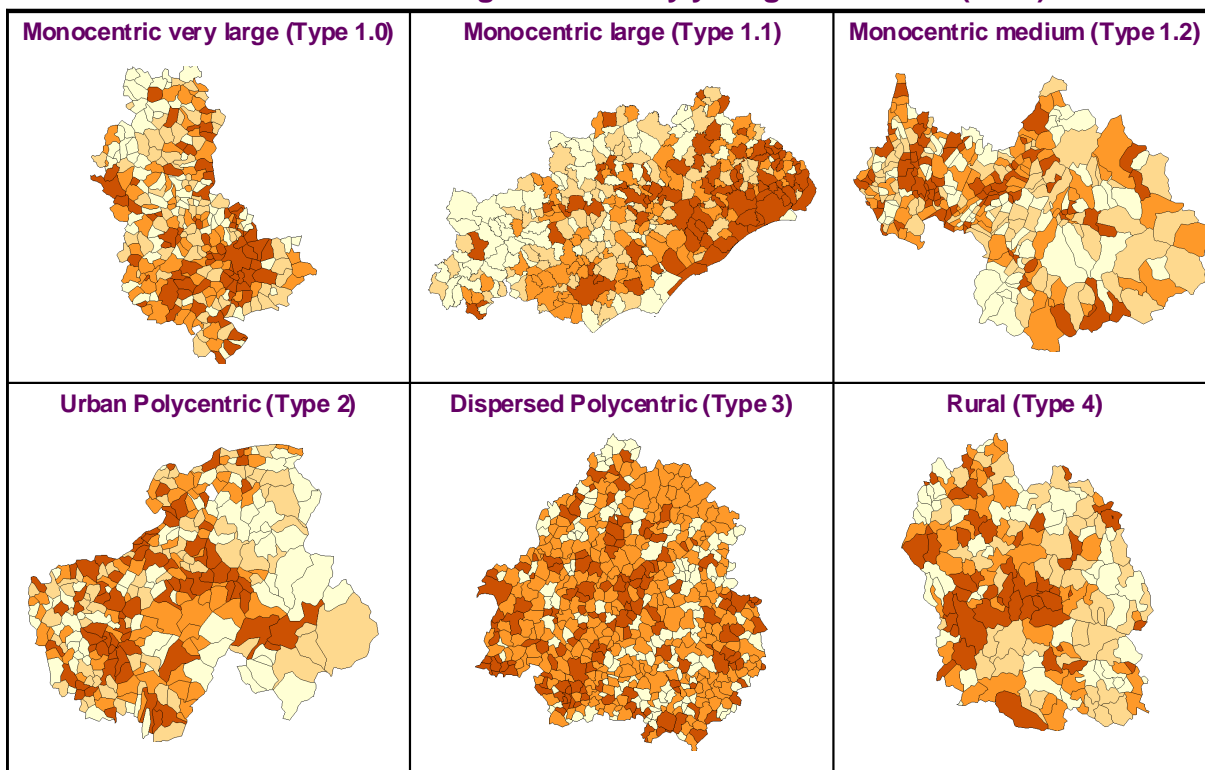 Monocentric very large (Type 1.0)
Monocentric large (Type 1.1)
Monocentric medium (Type 1.2)
Urban Polycentric (Type 2)
Dispersed Polycentric (Type 3)
Rural (Type 4)